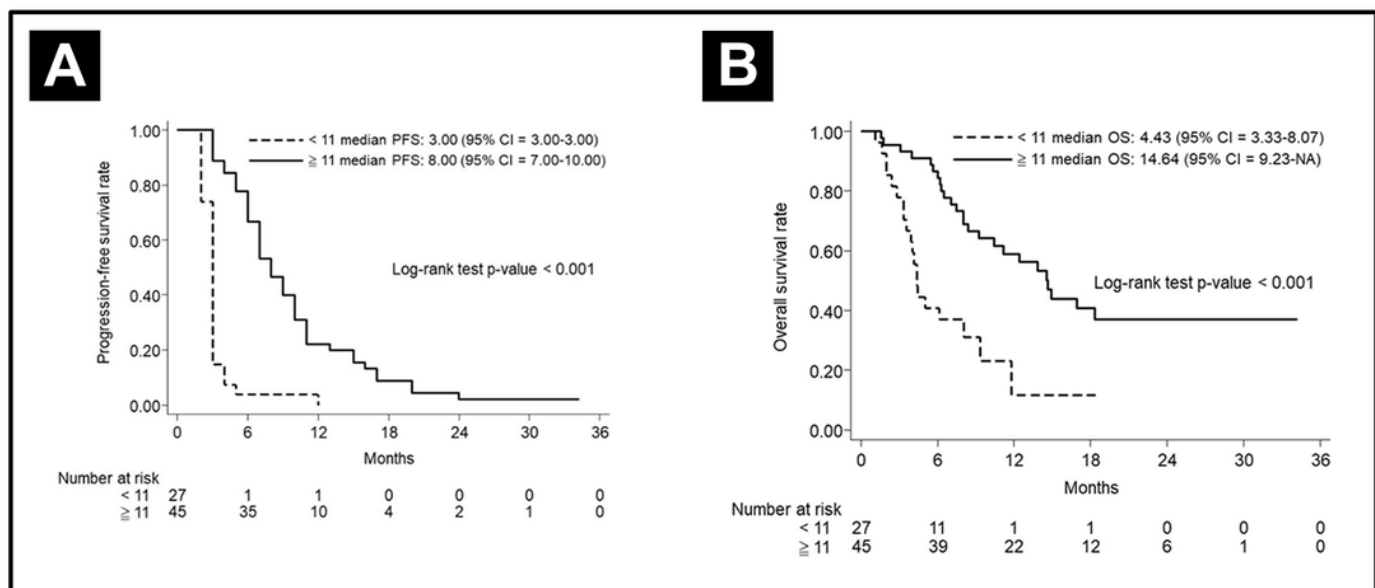 A
< 11 median PFS: 3.00 (95% CI = 3.00-3.00)
≧ 11 median PFS: 8.00 (95% CI = 7.00-10.00)
Log-rank test p-value < 0.001
Progression-free survival rate
1.00
0.80
0.60
0.40
0.20
0.00
0 6 12 18 24 30 36
Months
Number at risk
< 11 27 1 1 0 0 0 0
≧ 11 45 35 10 4 2 1 0
B
< 11 median OS: 4.43 (95% CI = 3.33-8.07)
≧ 11 median OS: 14.64 (95% CI = 9.23-NA)
Log-rank test p-value < 0.001
Overall survival rate
1.00
0.80
0.60
0.40
0.20
0.00
0 6 12 18 24 30 36
Months
Number at risk
< 11 27 11 1 1 0 0 0
≧ 11 45 39 22 12 6 1 0